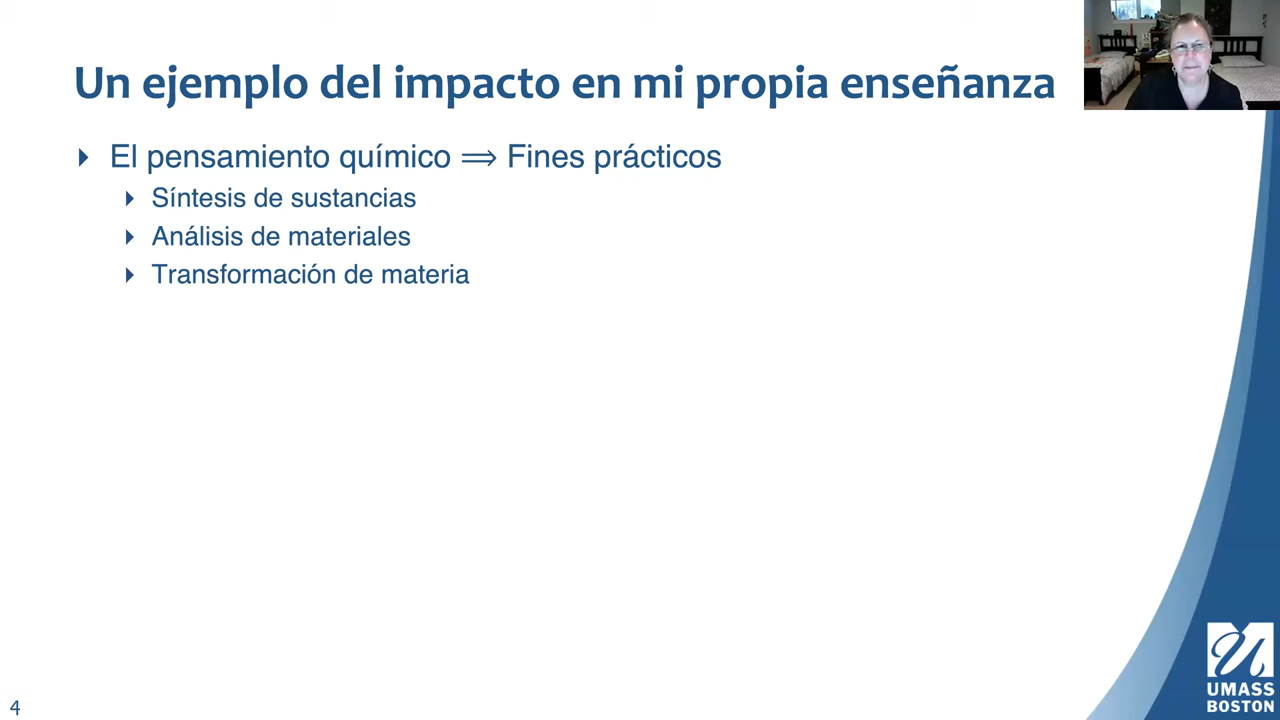 Un ejemplo del impacto en mi propia enseñanza
El pensamiento químico ⟹ Fines prácticos
Síntesis de sustancias
Análisis de materiales
Transformación de materia
UMASS
BOSTON
4